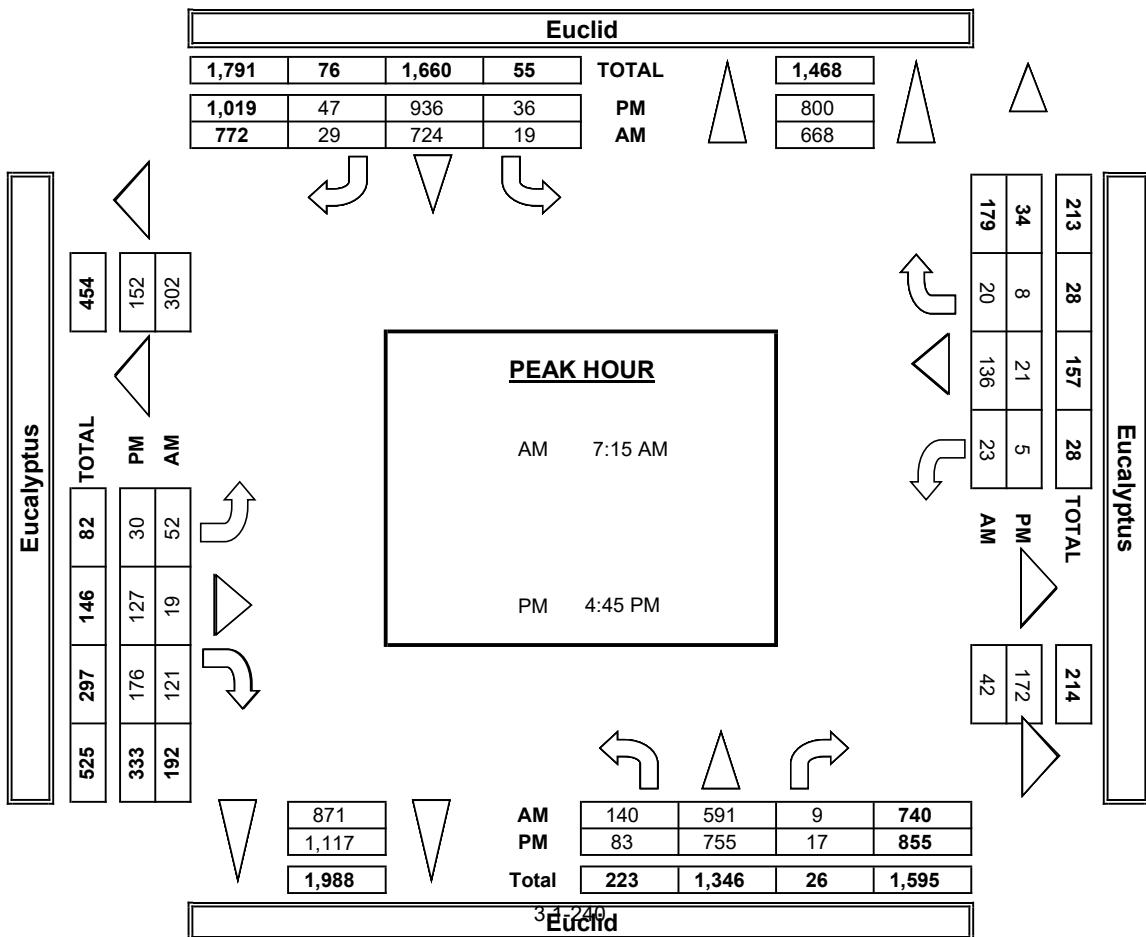 Euclid
1,791 76 1,660 55 TOTAL 1,468
1,019 47 936 36 PM 800
772 29 724 19 AM 668
Eucalyptus
454
152
302
TOTAL
PM
AM
82 146 297 525
30 127 176 333
52 19 121 192
PEAK HOUR
AM 7:15 AM
PM 4:45 PM
213 28 157 28 TOTAL 214
34 8 21 5 PM 172
179 20 136 23 AM 42
Eucalyptus
871 AM 140 591 9 740
1,117 PM 83 755 17 855
1,988 Total 223 1,346 26 1,595
3.1-240
Euclid